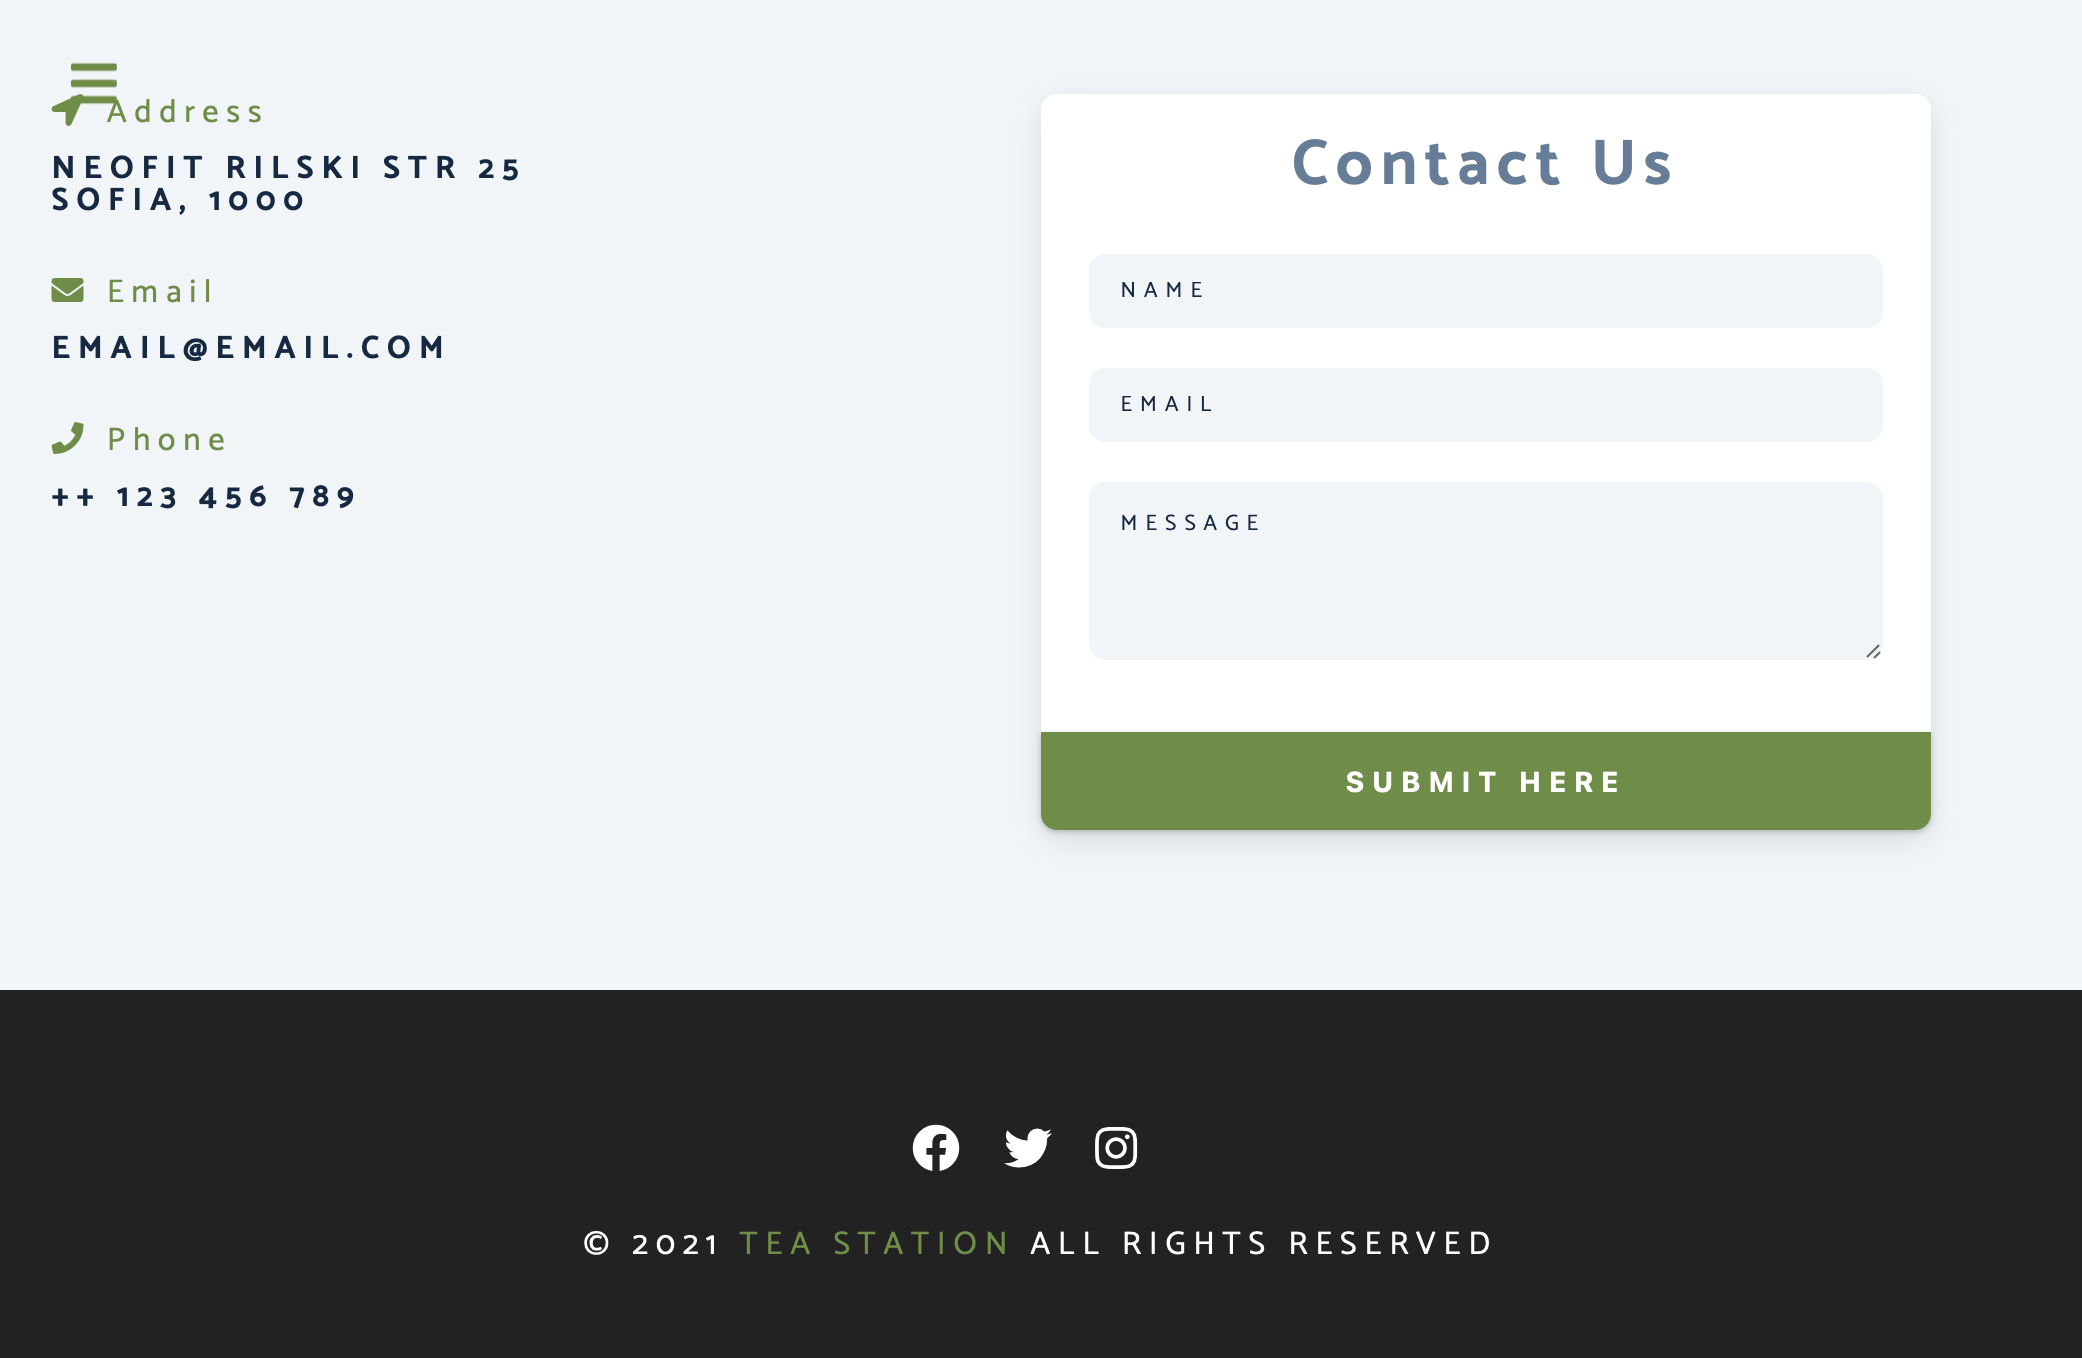 Address
NEOFIT RILSKI STR 25
SOFIA, 1000
Email
EMAIL@EMAIL.COM
Phone
++ 123 456 789
Contact Us
NAME
EMAIL
MESSAGE
SUBMIT HERE
© 2021 TEA STATION ALL RIGHTS RESERVED